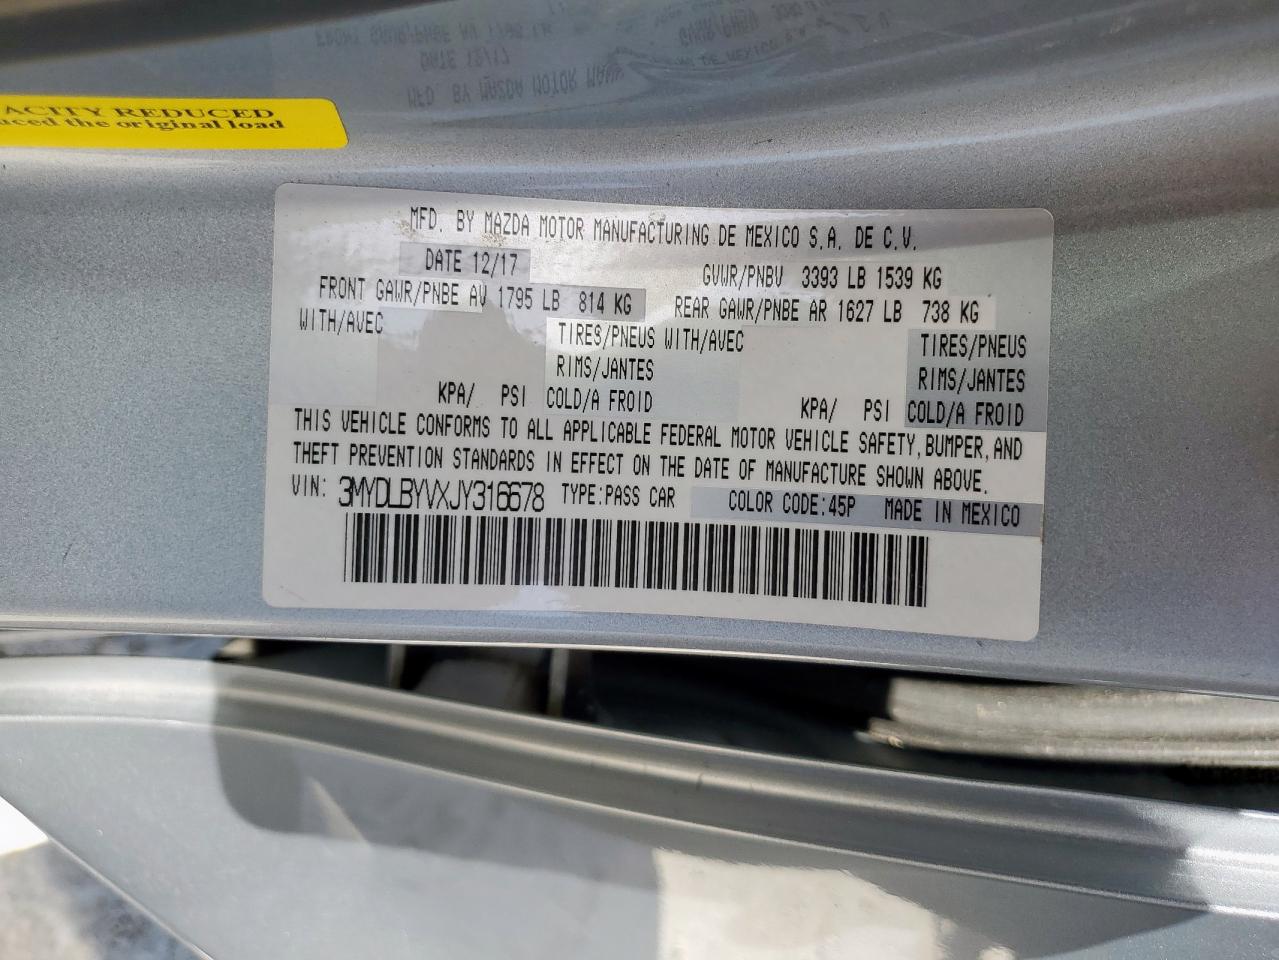 ACITY REDUCED
uced the original load
MFD. BY MAZDA MOTOR MANUFACTURING DE MEXICO S.A. DE C.V.
DATE 12/17 GVWR/PNBV 3393 LB 1539 KG
FRONT GAWR/PNBE AV 1795 LB 814 KG REAR GAWR/PNBE AR 1627 LB 738 KG
WITH/AVEC TIRES/PNEUS WITH/AVEC TIRES/PNEUS
RIMS/JANTES RIMS/JANTES
KPA/ PSI COLD/A FROID KPA/ PSI COLD/A FROID
THIS VEHICLE CONFORMS TO ALL APPLICABLE FEDERAL MOTOR VEHICLE SAFETY, BUMPER, AND
THEFT PREVENTION STANDARDS IN EFFECT ON THE DATE OF MANUFACTURE SHOWN ABOVE.
VIN: 3MYDLBYVXJY316678 TYPE:PASS CAR COLOR CODE:45P MADE IN MEXICO